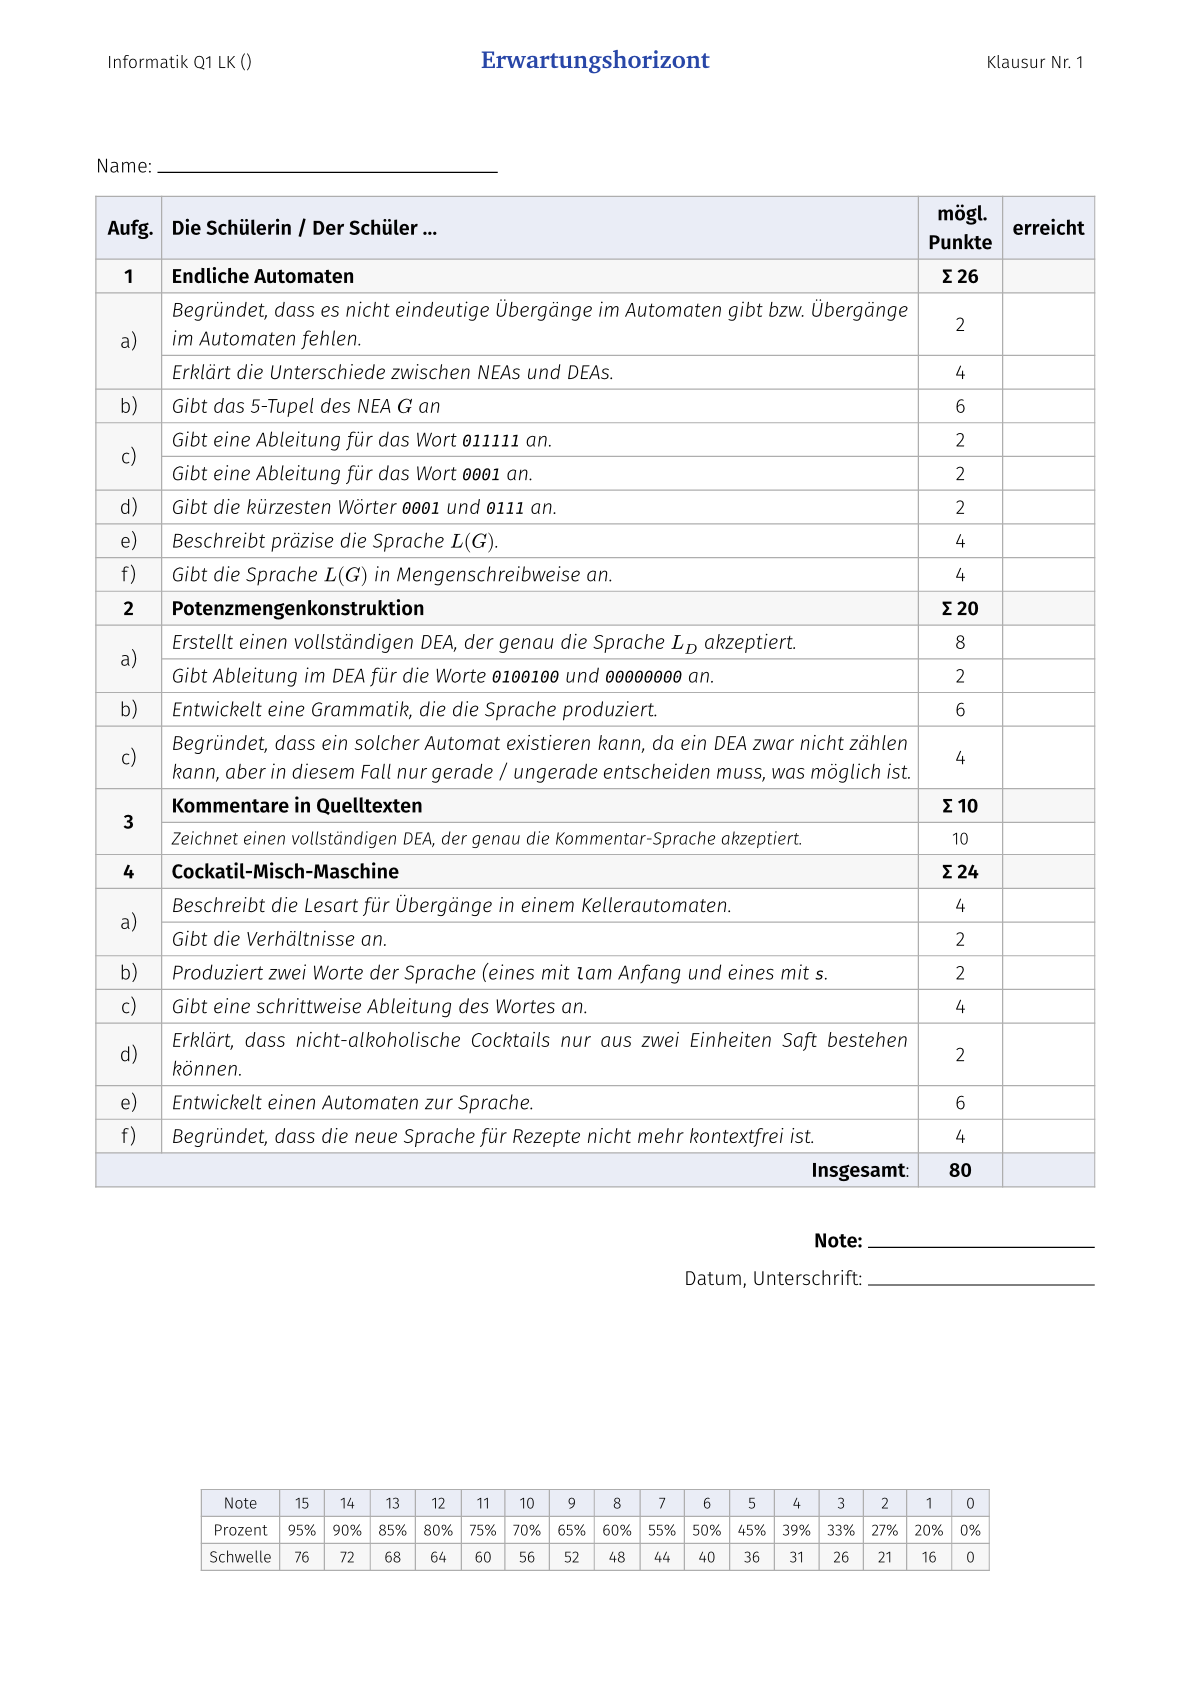 Informatik Q1 LK () Erwartungshorizont Klausur Nr. 1
Name:
Aufg. Die Schülerin / Der Schüler ... mögl. Punkte erreicht
1 Endliche Automaten Σ 26
a) Begründet, dass es nicht eindeutige Übergänge im Automaten gibt bzw. Übergänge
im Automaten fehlen. 2
Erklärt die Unterschiede zwischen NEAs und DEAs. 4
b) Gibt das 5-Tupel des NEA G an 6
c) Gibt eine Ableitung für das Wort 011111 an. 2
Gibt eine Ableitung für das Wort 0001 an. 2
d) Gibt die kürzesten Wörter 0001 und 0111 an. 2
e) Beschreibt präzise die Sprache L(G). 4
f) Gibt die Sprache L(G) in Mengenschreibweise an. 4
2 Potenzmengenkonstruktion Σ 20
a) Erstellt einen vollständigen DEA, der genau die Sprache L_D akzeptiert. 8
Gibt Ableitung im DEA für die Worte 0100100 und 00000000 an. 2
b) Entwickelt eine Grammatik, die die Sprache produziert. 6
c) Begründet, dass ein solcher Automat existieren kann, da ein DEA zwar nicht zählen
kann, aber in diesem Fall nur gerade / ungerade entscheiden muss, was möglich ist. 4
3 Kommentare in Quelltexten Σ 10
Zeichnet einen vollständigen DEA, der genau die Kommentar-Sprache akzeptiert. 10
4 Cockatil-Misch-Maschine Σ 24
a) Beschreibt die Lesart für Übergänge in einem Kellerautomaten. 4
Gibt die Verhältnisse an. 2
b) Produziert zwei Worte der Sprache (eines mit lam Anfang und eines mit s. 2
c) Gibt eine schrittweise Ableitung des Wortes an. 4
d) Erklärt, dass nicht-alkoholische Cocktails nur aus zwei Einheiten Saft bestehen
können. 2
e) Entwickelt einen Automaten zur Sprache. 6
f) Begründet, dass die neue Sprache für Rezepte nicht mehr kontextfrei ist. 4
Insgesamt: 80
Note:
Datum, Unterschrift:
Note 15 14 13 12 11 10 9 8 7 6 5 4 3 2 1 0
Prozent 95% 90% 85% 80% 75% 70% 65% 60% 55% 50% 45% 39% 33% 27% 20% 0%
Schwelle 76 72 68 64 60 56 52 48 44 40 36 31 26 21 16 0